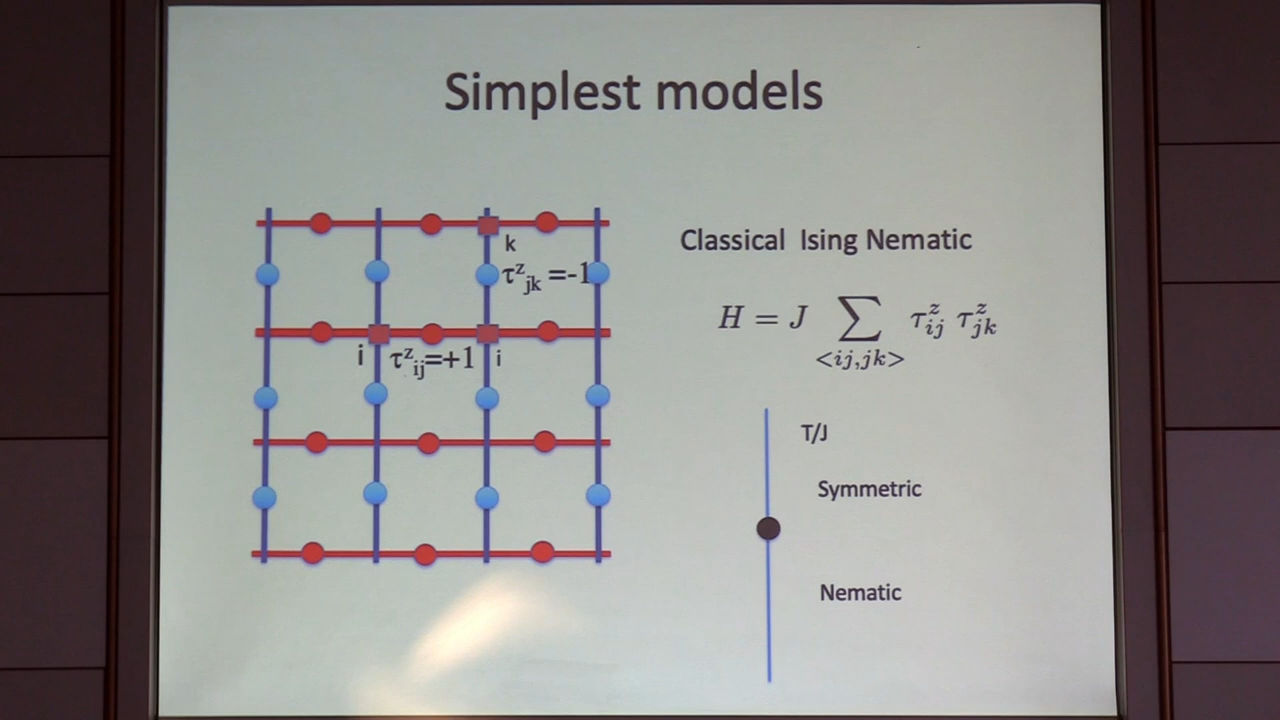 Simplest models
k
τ^z_jk =-1
i τ^z_ij=+1 i
Classical Ising Nematic
H = J ∑_<ij,jk> τ^z_ij τ^z_jk
T/J
Symmetric
Nematic